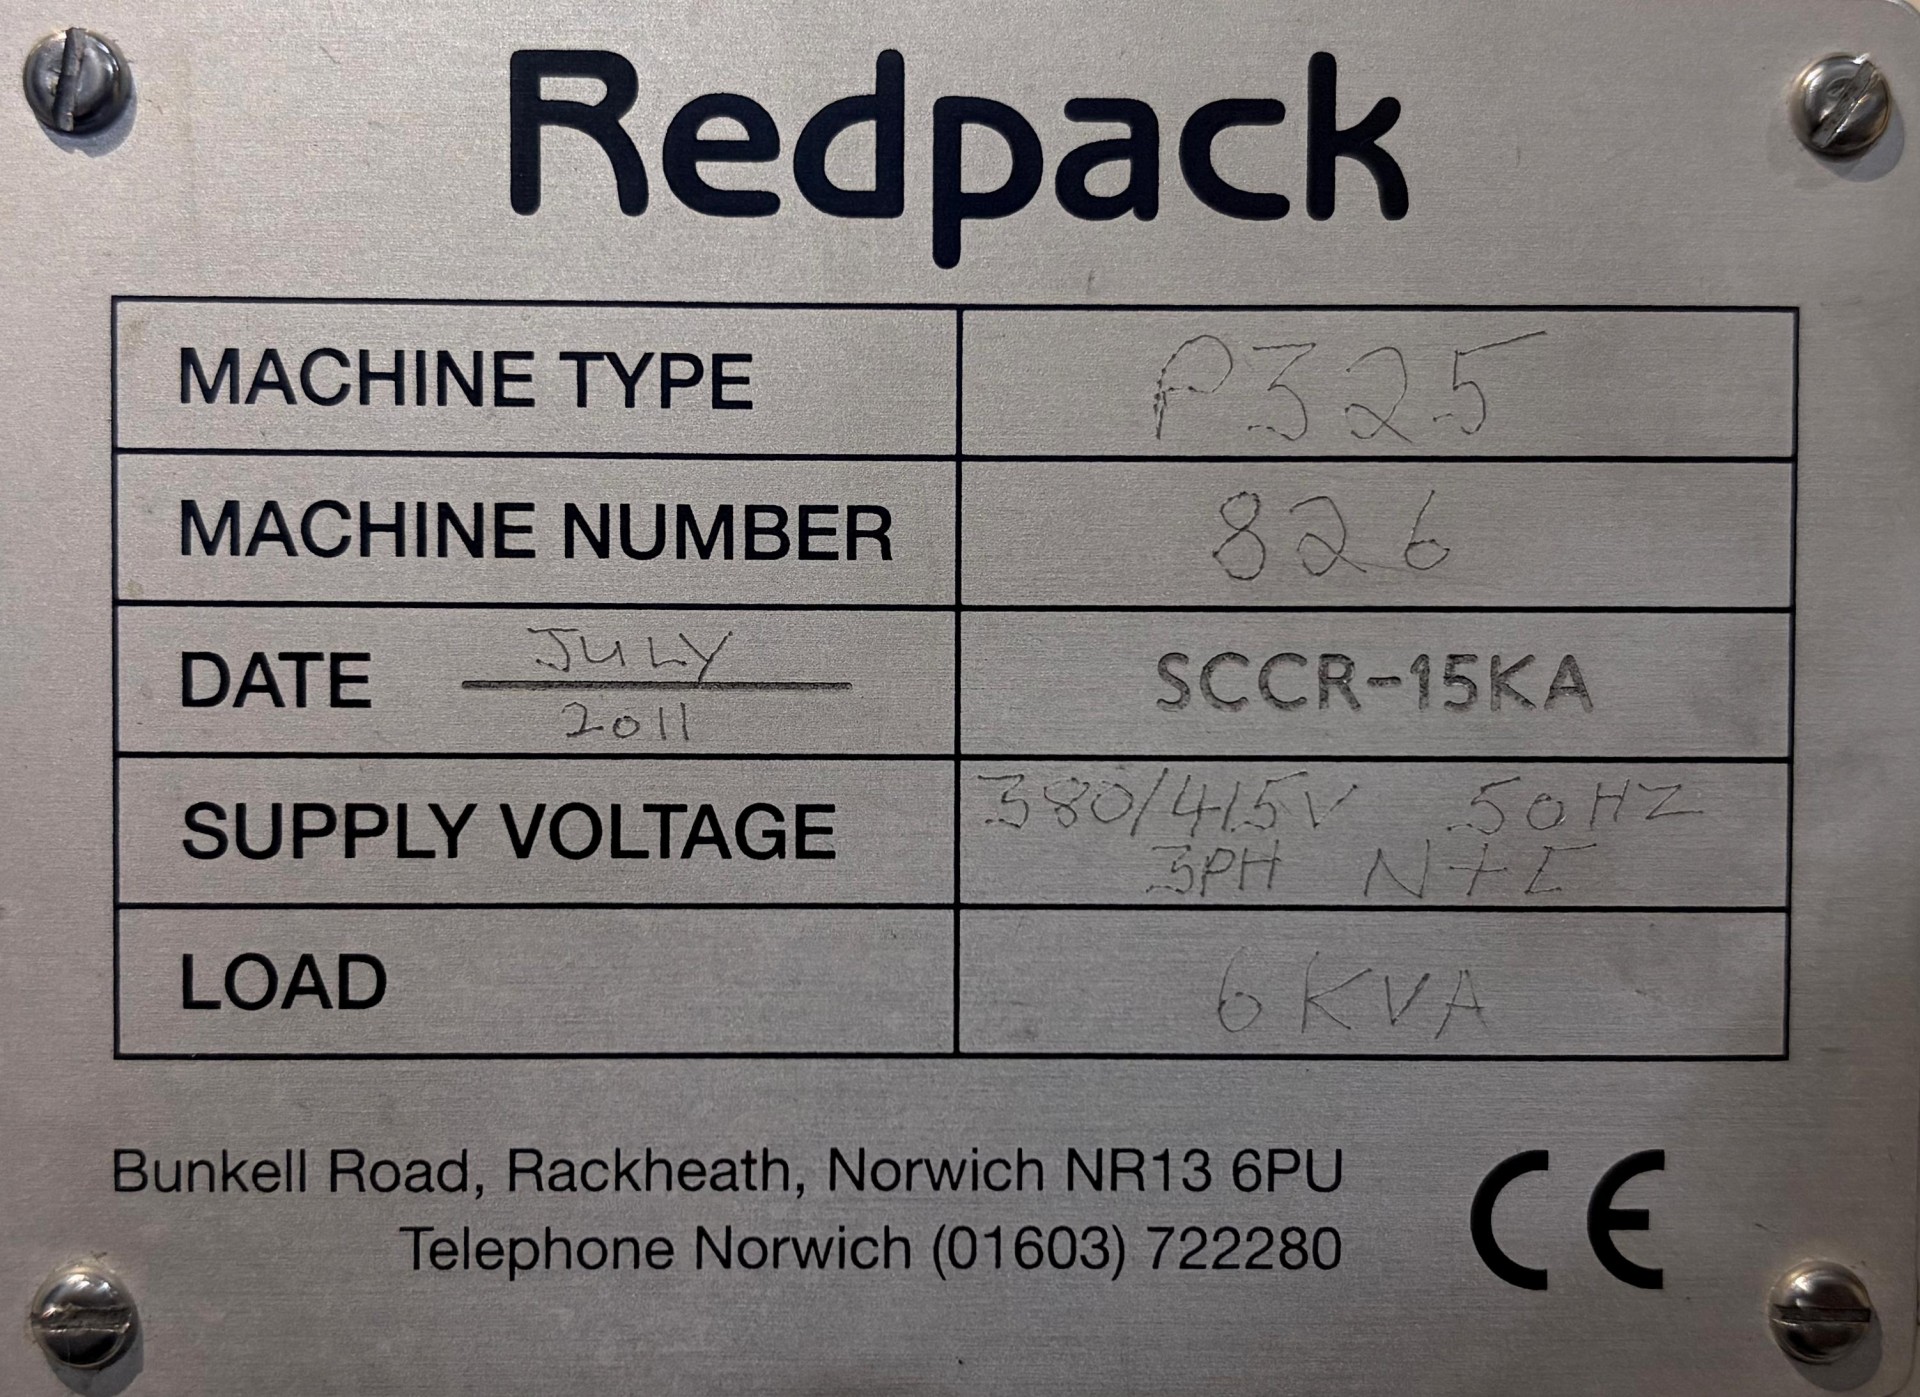 Redpack
MACHINE TYPE P325
MACHINE NUMBER 826
DATE JULY
2011
SCCR-15KA
SUPPLY VOLTAGE 380/415V 50HZ
3PH N+E
LOAD 6KVA
Bunkell Road, Rackheath, Norwich NR13 6PU
Telephone Norwich (01603) 722280
CE